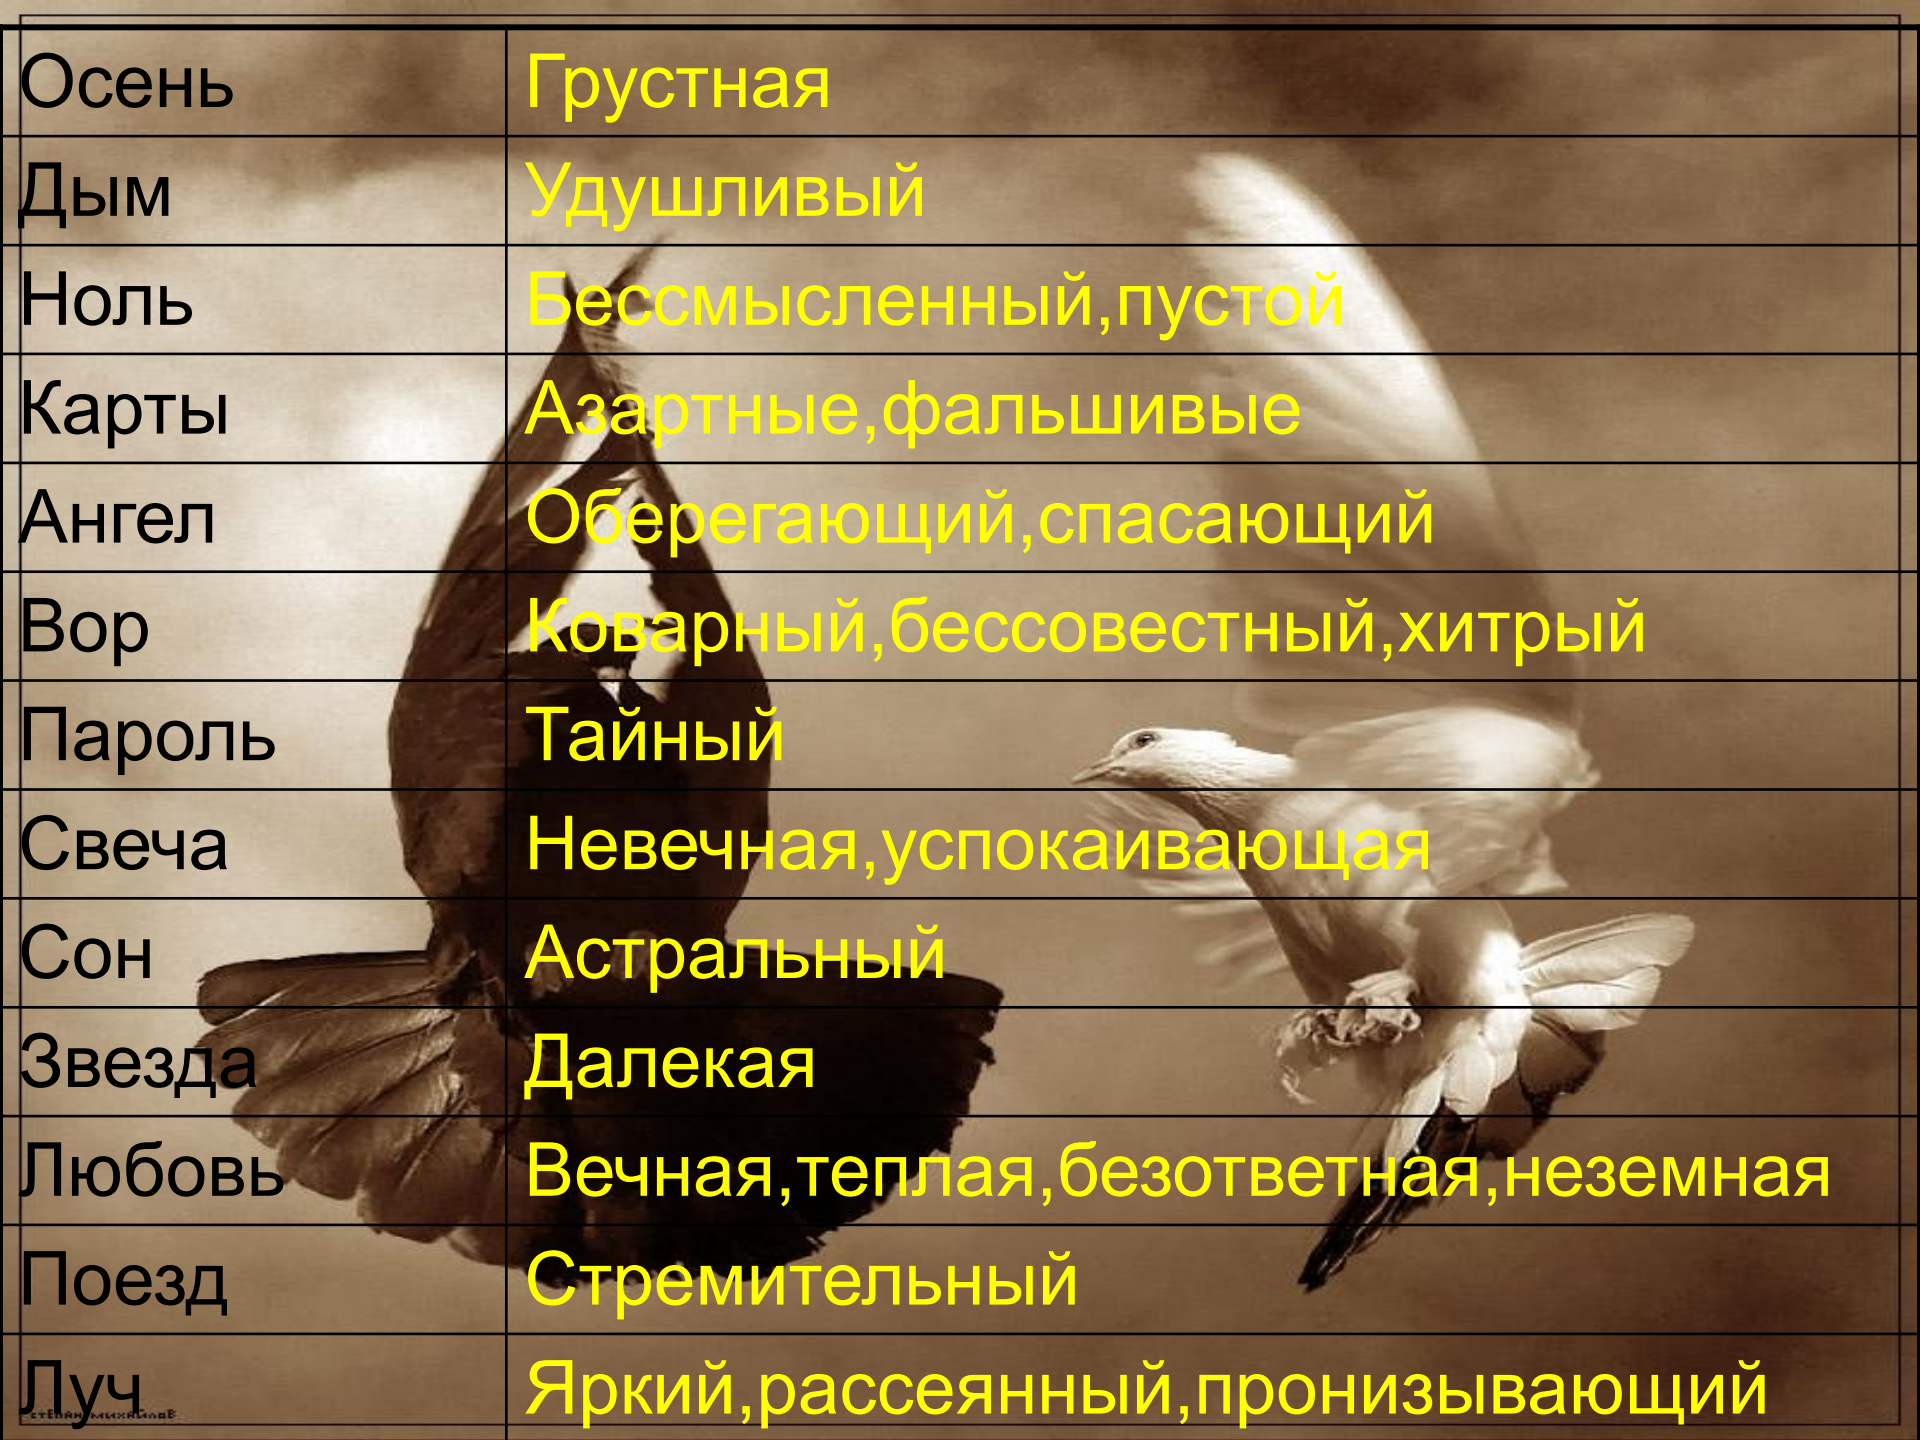 Осень Грустная
Дым Удушливый
Ноль Бессмысленный,пустой
Карты Азартные,фальшивые
Ангел Оберегающий,спасающий
Вор Коварный,бессовестный,хитрый
Пароль Тайный
Свеча Невечная,успокаивающая
Сон Астральный
Звезда Далекая
Любовь Вечная,теплая,безответная,неземная
Поезд Стремительный
Луч Яркий,рассеянный,пронизывающий